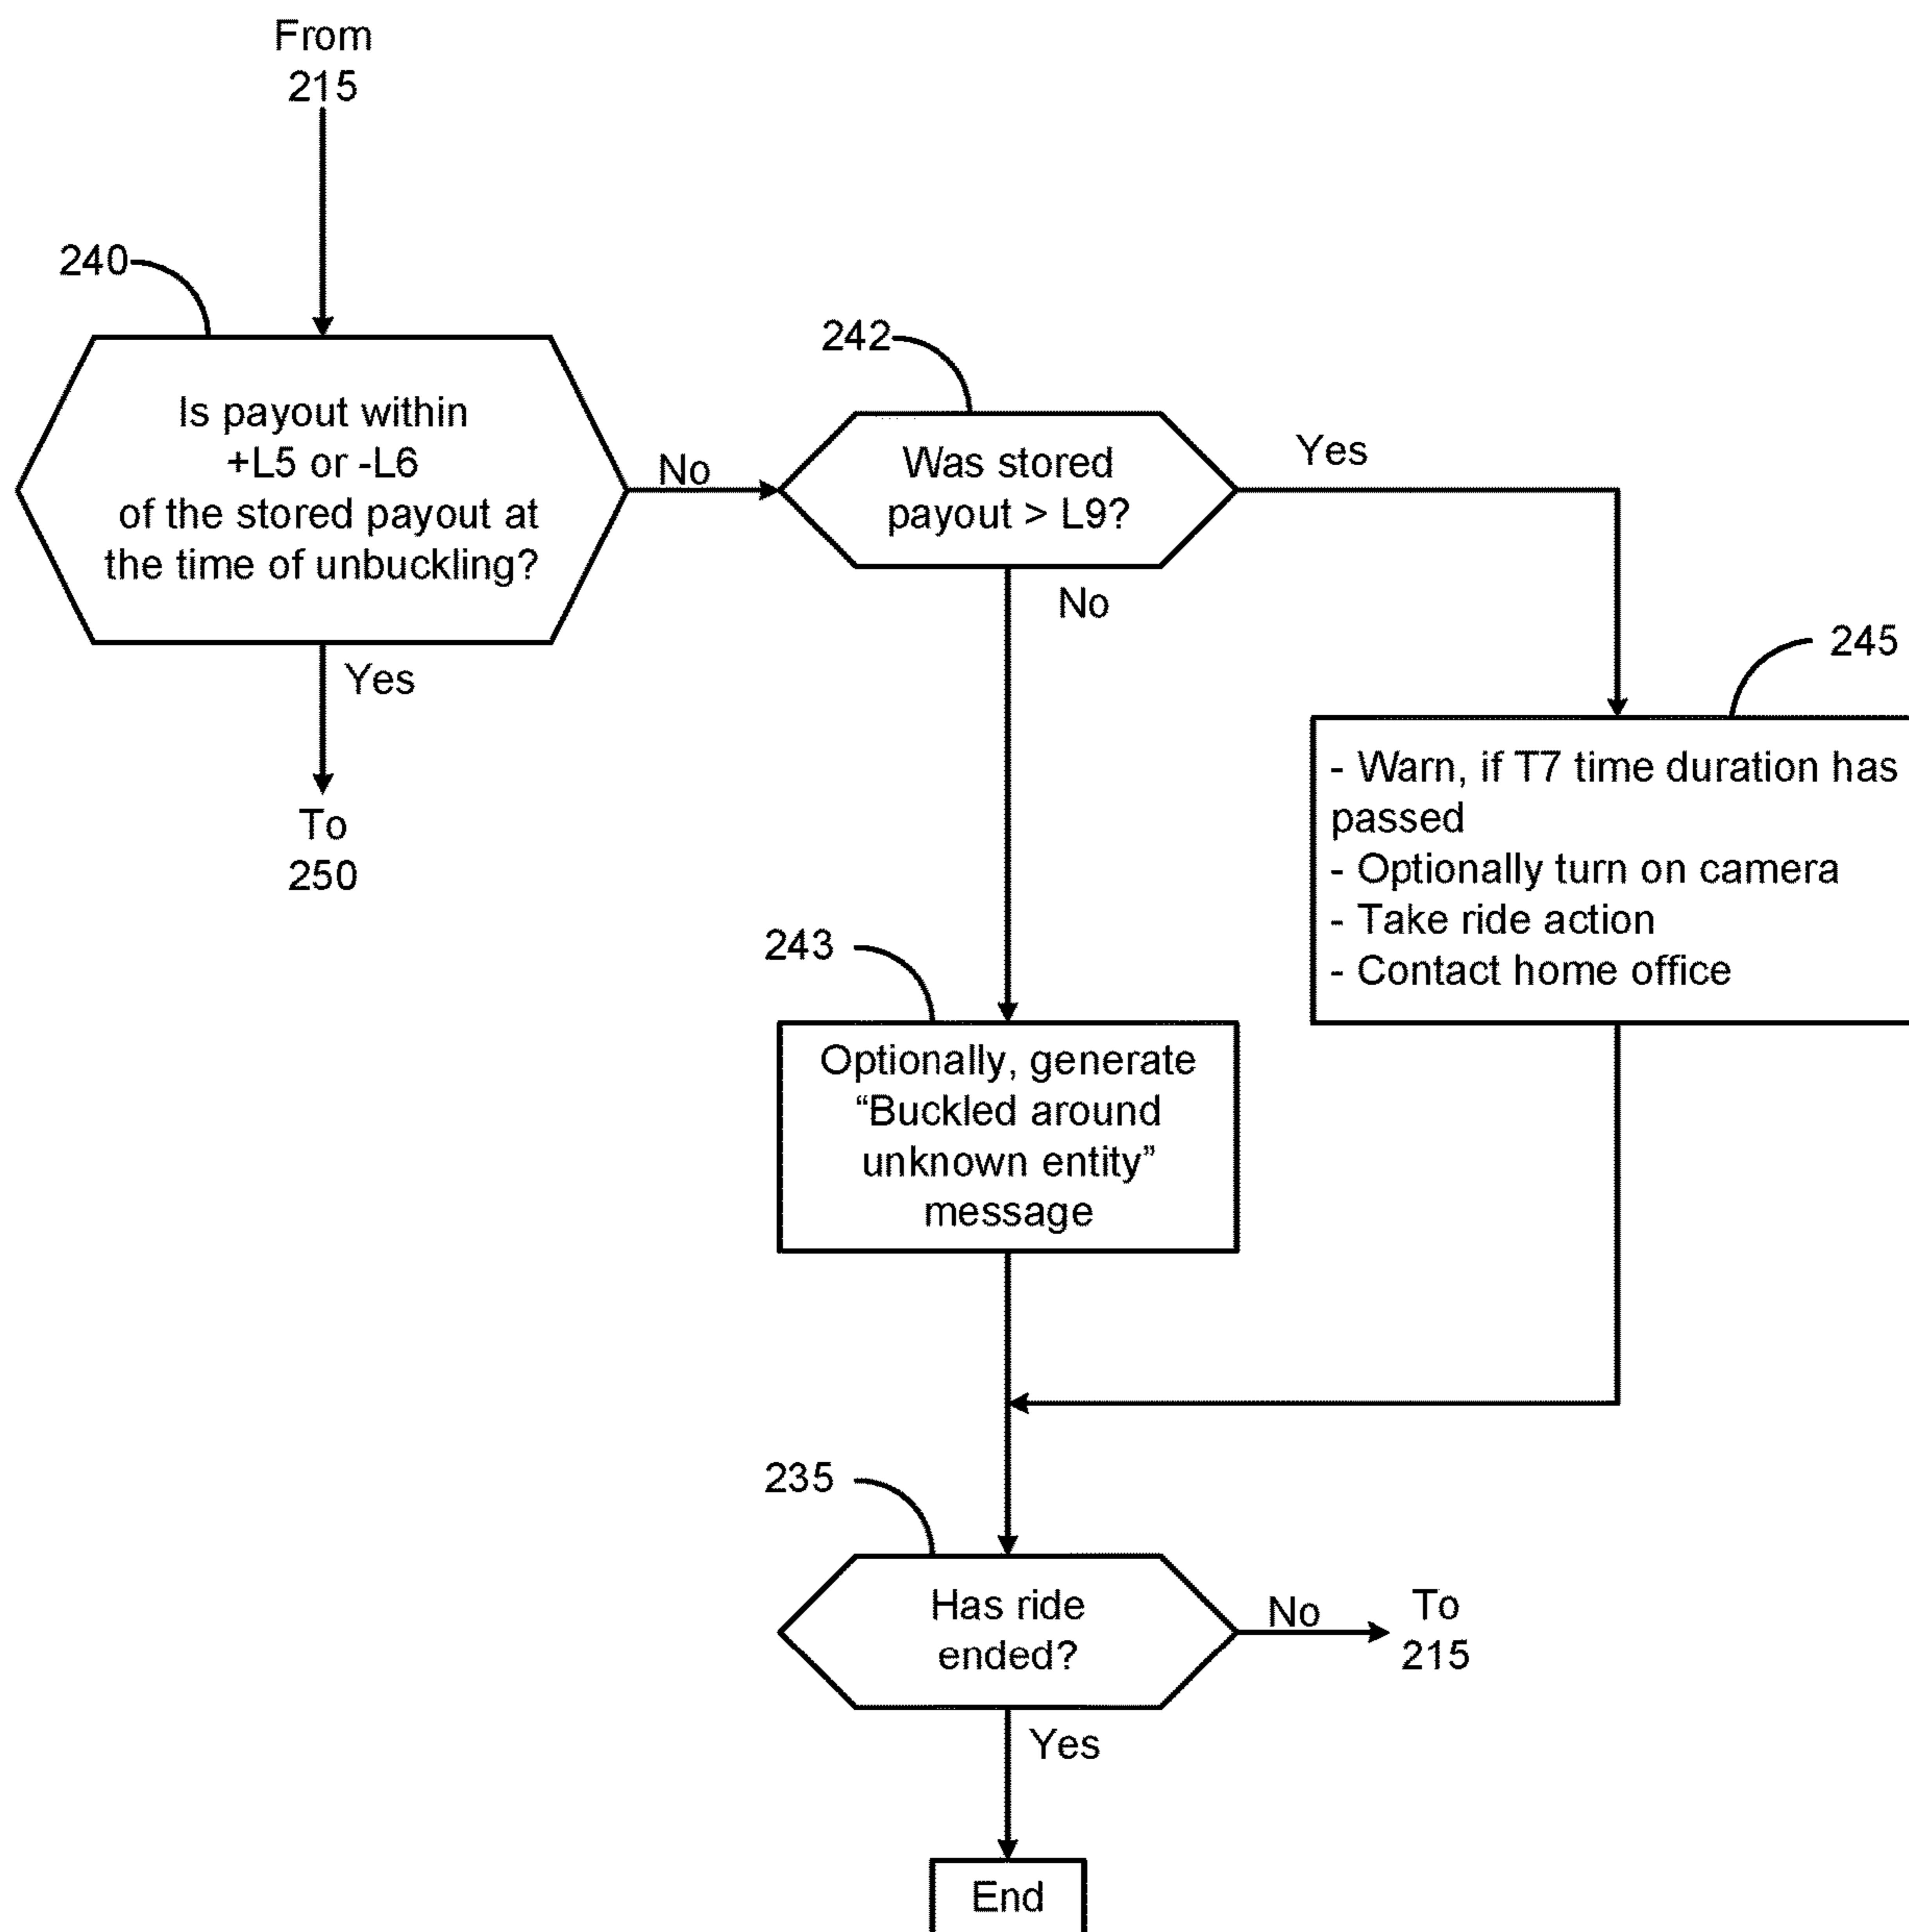 From
215
240
Is payout within
+L5 or -L6
of the stored payout at
the time of unbuckling?
No
Yes
To
250
242
Was stored
payout > L9?
Yes
No
245
- Warn, if T7 time duration has
passed
- Optionally turn on camera
- Take ride action
- Contact home office
243
Optionally, generate
“Buckled around
unknown entity”
message
235
Has ride
ended?
No
To
215
Yes
End